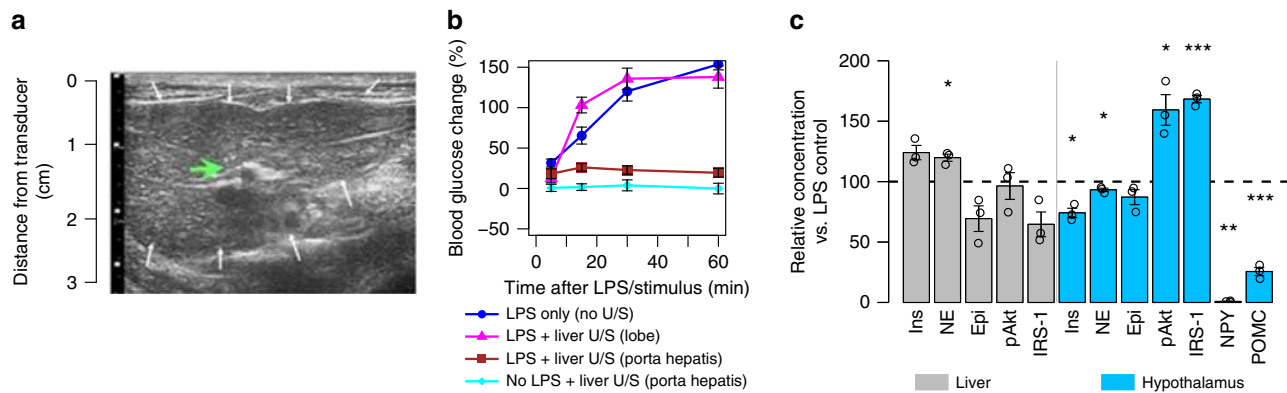 a
Distance from transducer
(cm)
0
1
2
3
b
Blood glucose change (%)
150
100
50
0
−50
0
20
40
60
Time after LPS/stimulus (min)
LPS only (no U/S)
LPS + liver U/S (lobe)
LPS + liver U/S (porta hepatis)
No LPS + liver U/S (porta hepatis)
c
Relative concentration
vs. LPS control
200
150
100
50
0
*
*
*
*
***
**
***
Ins
NE
Epi
pAkt
IRS-1
Ins
NE
Epi
pAkt
IRS-1
NPY
POMC
Liver
Hypothalamus